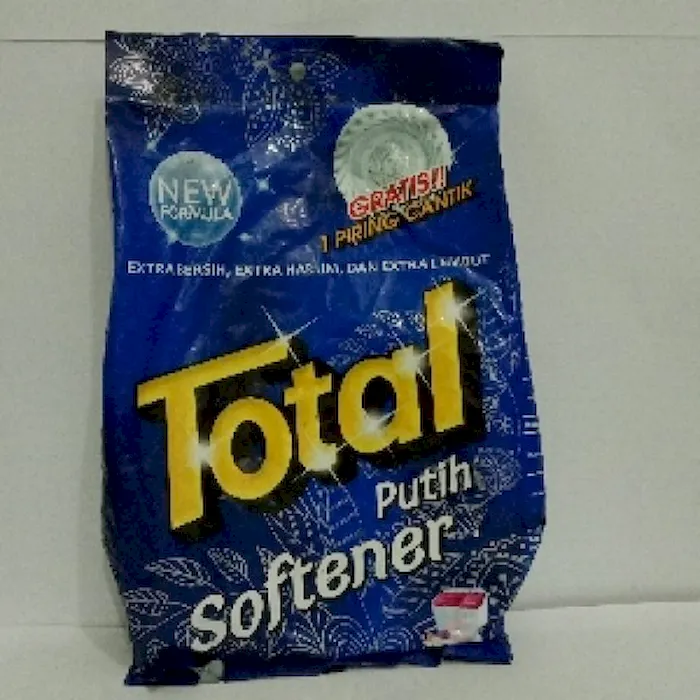 NEW
FORMULA
GRATIS!!
1 PIRING CANTIK
EXTRA BERSIH, EXTRA HARUM, DAN EXTRA LEMBUT
Total
Putih
Softener